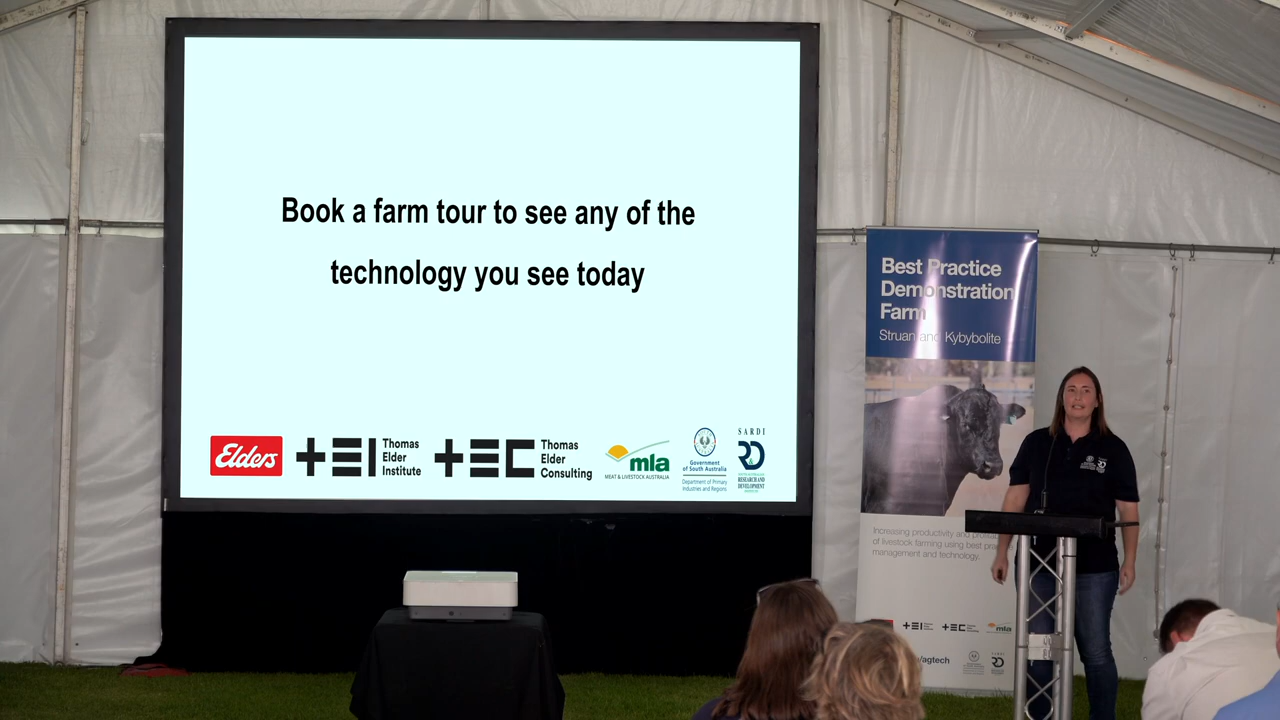 Book a farm tour to see any of the
technology you see today
Elders
Thomas
Elder
Institute
Thomas
Elder
Consulting
mla
MEAT & LIVESTOCK AUSTRALIA
Government
of South Australia
Department of Primary
Industries and Regions
SARDI
RESEARCH AND
DEVELOPMENT
Best Practice
Demonstration
Farm
Struan and Kybybolite
Increasing productivity and
of livestock farming using best
management and technology.
mla
/agtech